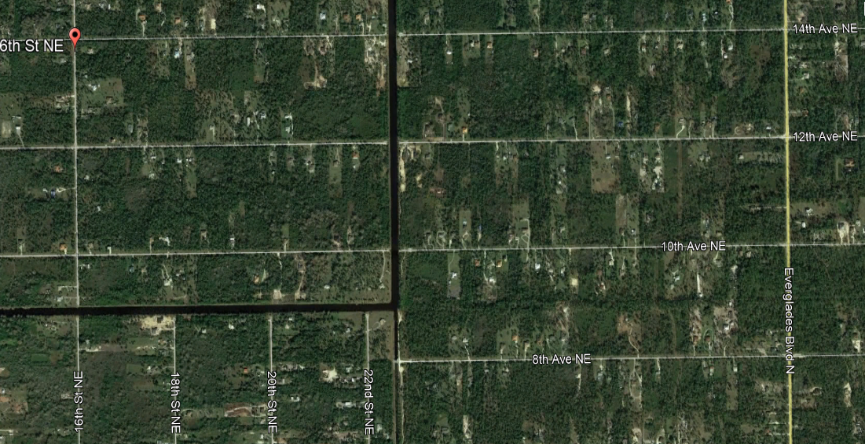 14th Ave NE
6th St NE
12th Ave NE
10th Ave NE
Everglades Blvd N
8th Ave NE
16th St NE
18th St NE
20th St NE
22nd St NE